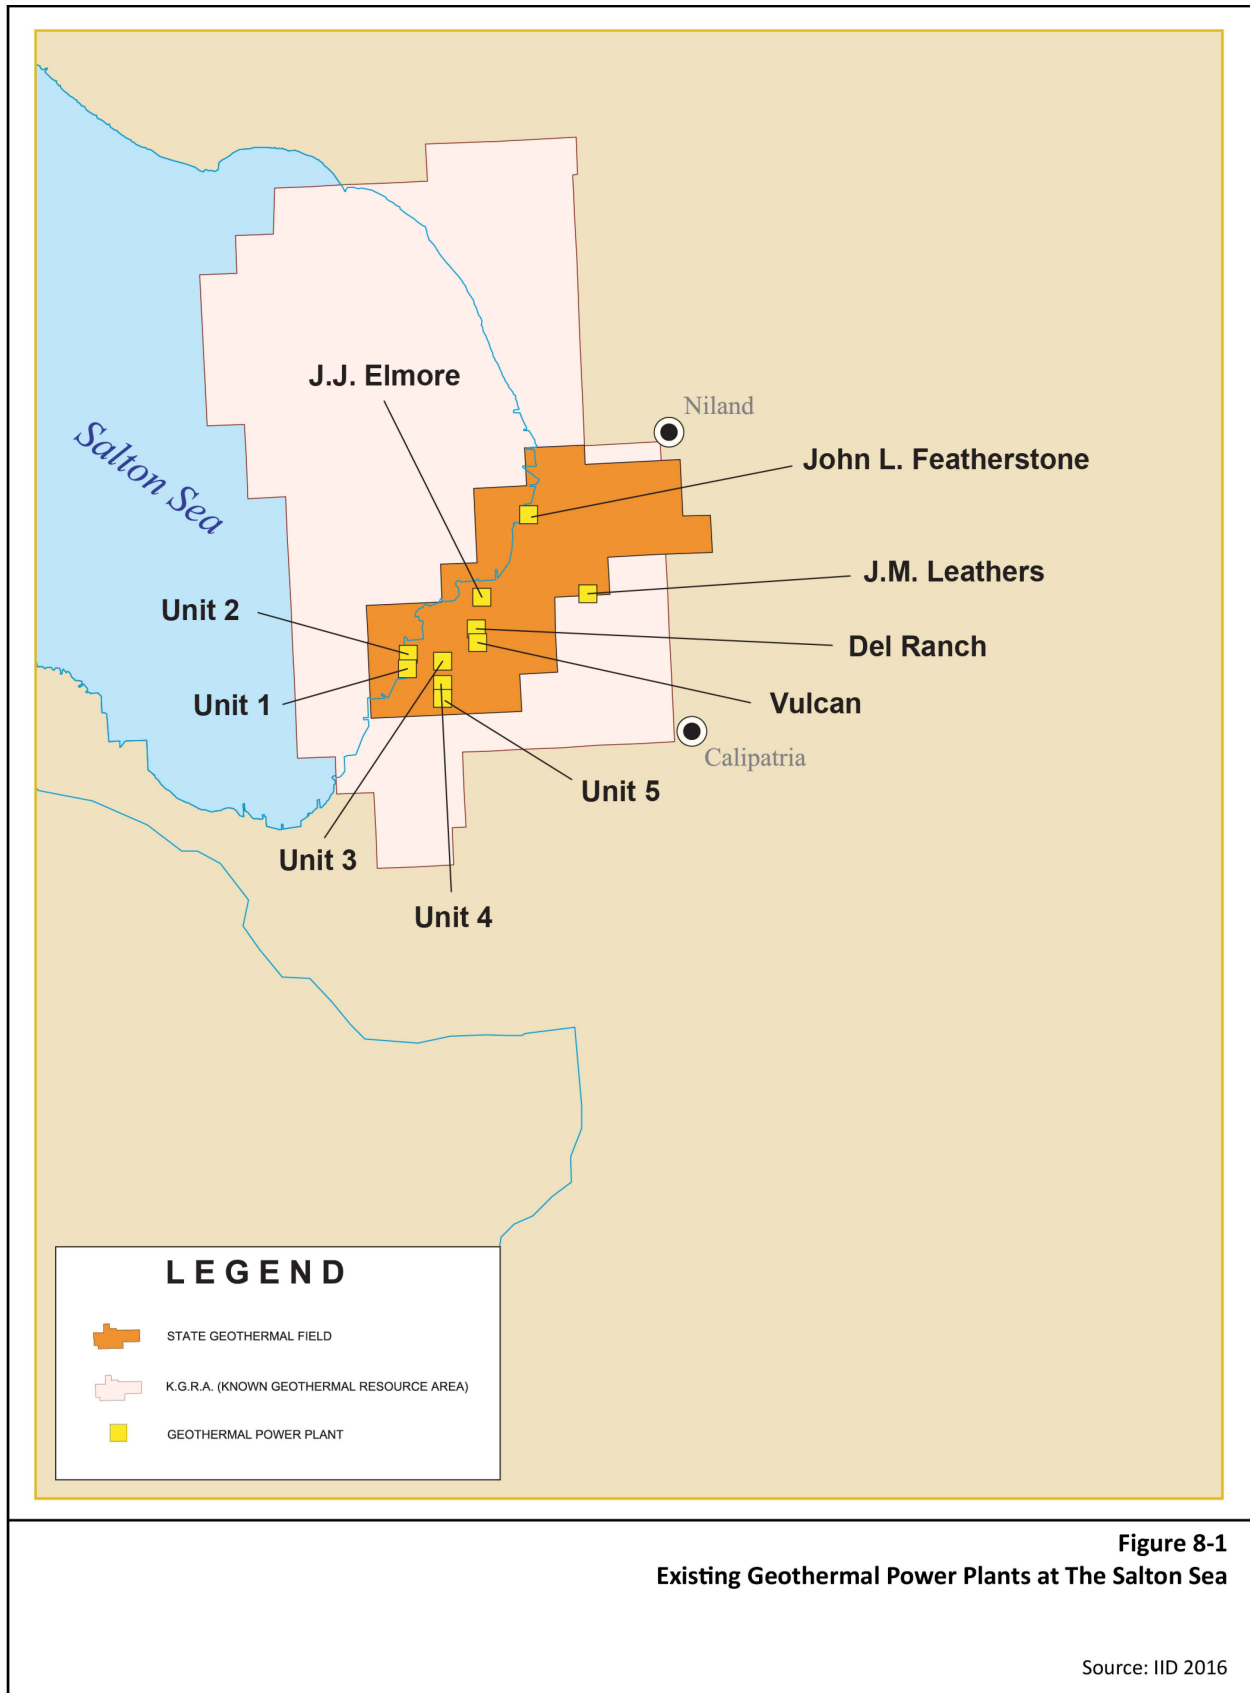 J.J. Elmore
Niland
John L. Featherstone
Salton Sea
J.M. Leathers
Unit 2
Del Ranch
Unit 1
Vulcan
Calipatria
Unit 5
Unit 3
Unit 4
LEGEND
STATE GEOTHERMAL FIELD
K.G.R.A. (KNOWN GEOTHERMAL RESOURCE AREA)
GEOTHERMAL POWER PLANT
Figure 8-1
Existing Geothermal Power Plants at The Salton Sea
Source: IID 2016